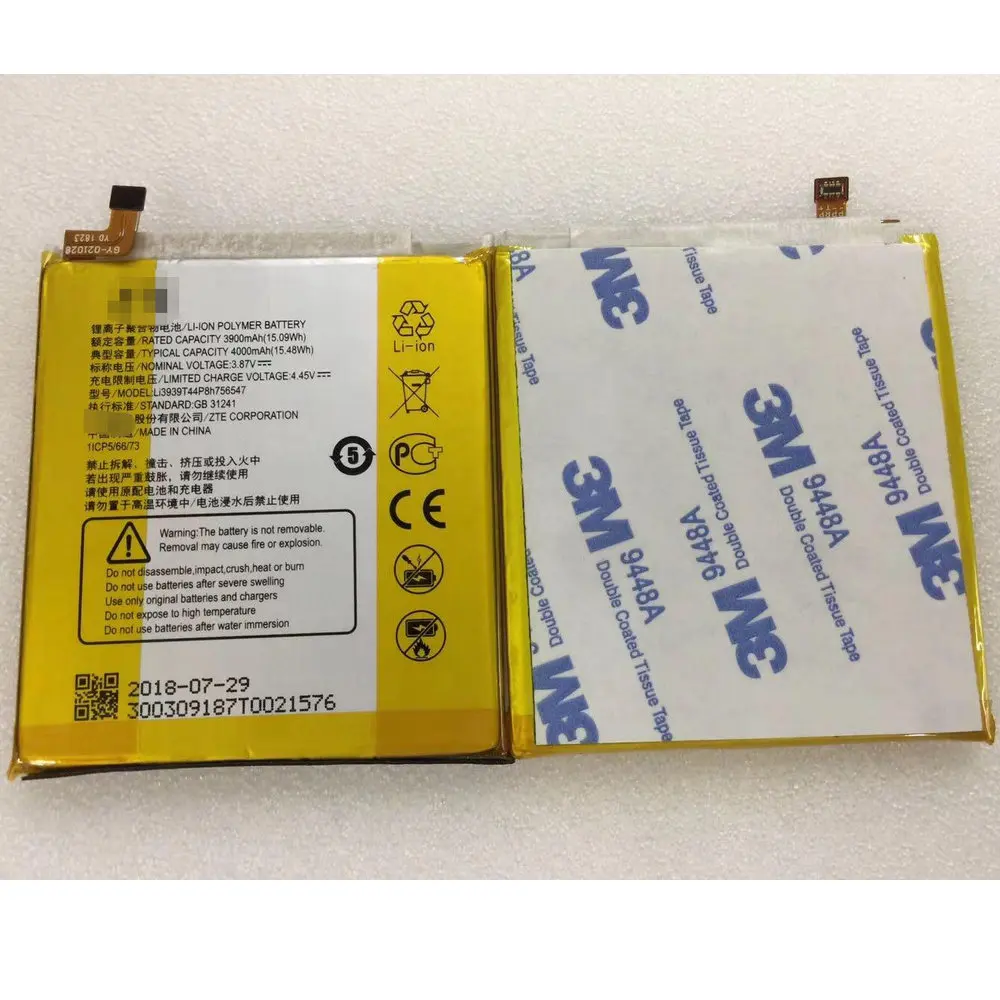 GY-021028
YD 1823
锂离子聚合物电池/LI-ION POLYMER BATTERY
额定容量/RATED CAPACITY 3900mAh(15.09Wh)
典型容量/TYPICAL CAPACITY 4000mAh(15.48Wh)
标称电压/NOMINAL VOLTAGE:3.87V⎓
充电限制电压/LIMITED CHARGE VOLTAGE:4.45V⎓
型号/MODEL:Li3939T44P8h756547
执行标准/STANDARD:GB 31241
股份有限公司/ZTE CORPORATION
中国制造/MADE IN CHINA
1ICP5/66/73
禁止拆解、撞击、挤压或投入火中
若出现严重鼓胀，请勿继续使用
请使用原配电池和充电器
请勿置于高温环境中/电池浸水后禁止使用
Warning:The battery is not removable.
Removal may cause fire or explosion.
Do not disassemble,impact,crush,heat or burn
Do not use batteries after severe swelling
Use only original batteries and chargers
Do not expose to high temperature
Do not use batteries after water immersion
2018-07-29
300309187T0021576
Li-ion
5
PC+
CE
3M
Tissue Tape
3M 9448A
Double Coated Tissue Tape
3M 9448A
Double Coated Tissue Tape
3M 9448A
Double Coated Tissue Tape
3M 9448A
Double Coated Tissue Tape
3M
Double Coated
3M